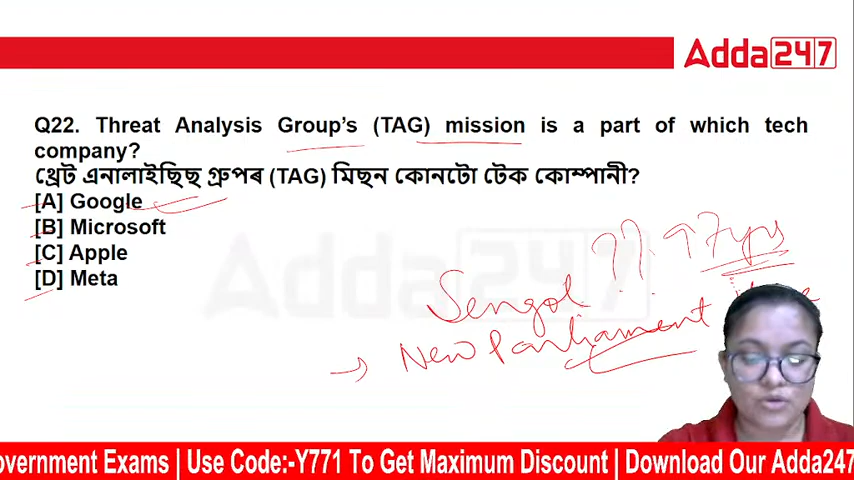 Adda247
Q22. Threat Analysis Group's (TAG) mission is a part of which tech
company?
থ্ৰেট এনালাইছিছ গ্ৰুপৰ (TAG) মিছন কোনটো টেক কোম্পানী?
[A] Google
[B] Microsoft
[C] Apple
[D] Meta
Adda247
Sengol ??. 97yrs
New Parliament
overnment Exams | Use Code:-Y771 To Get Maximum Discount | Download Our Adda247